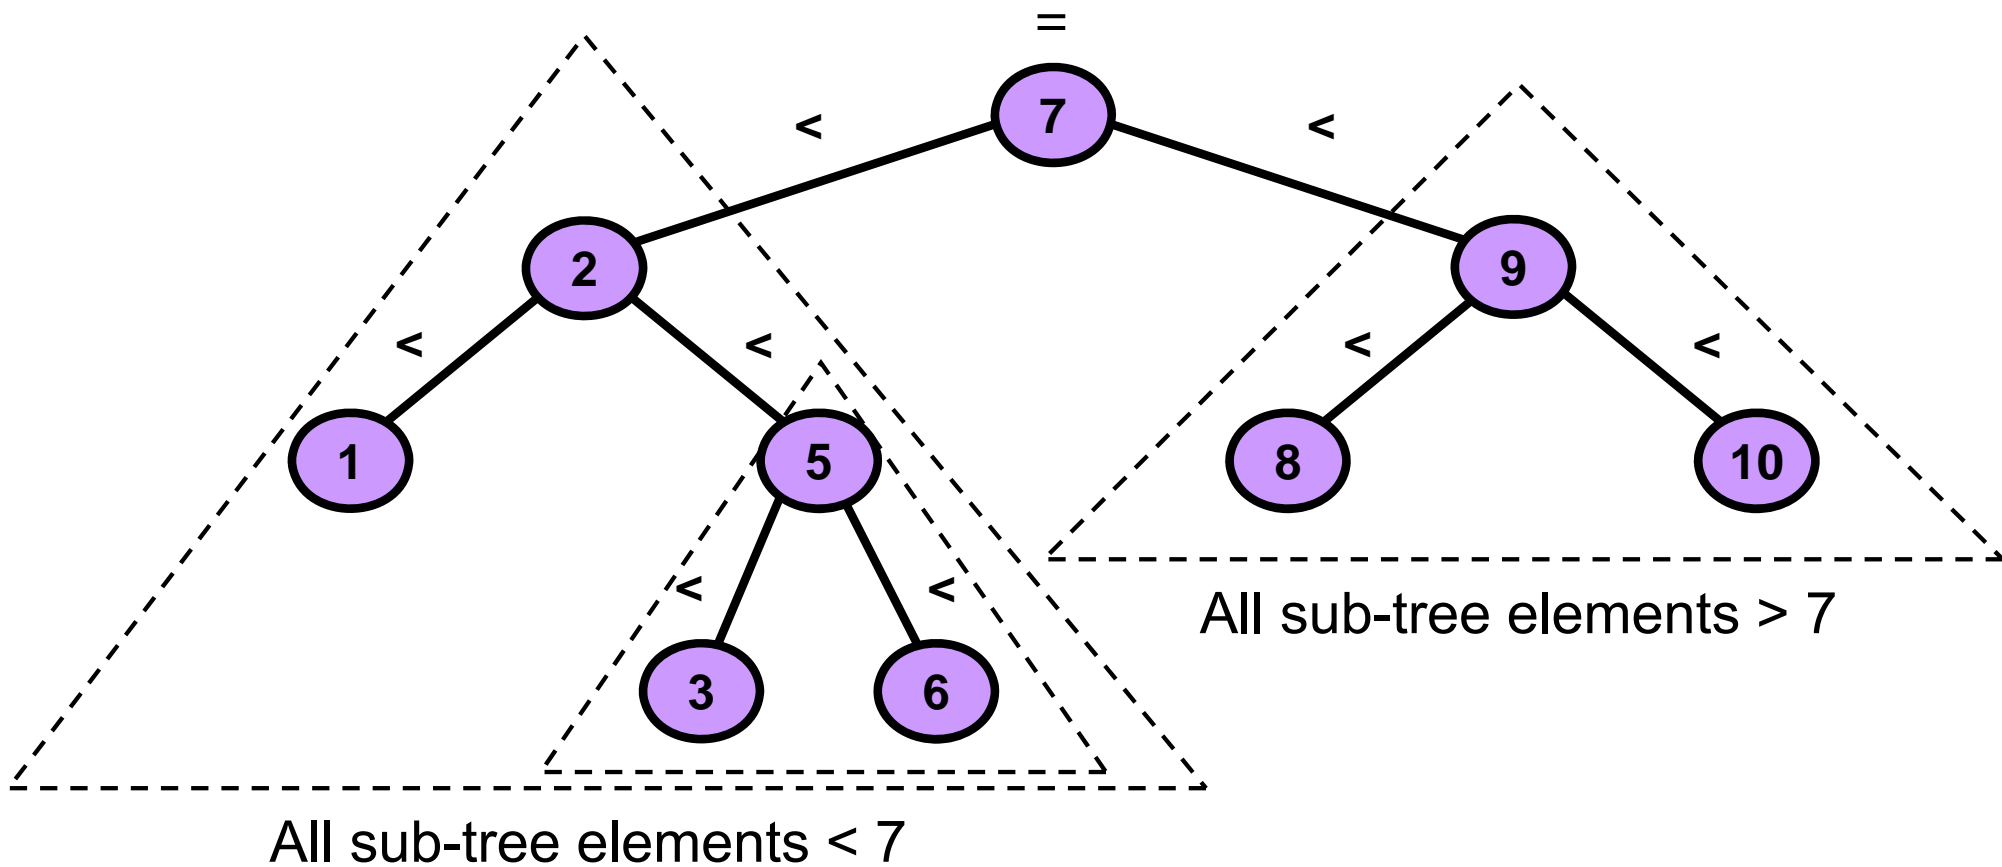 =
7
< <
2 9
< < < <
1 5 8 10
< <
All sub-tree elements > 7
3 6
All sub-tree elements < 7